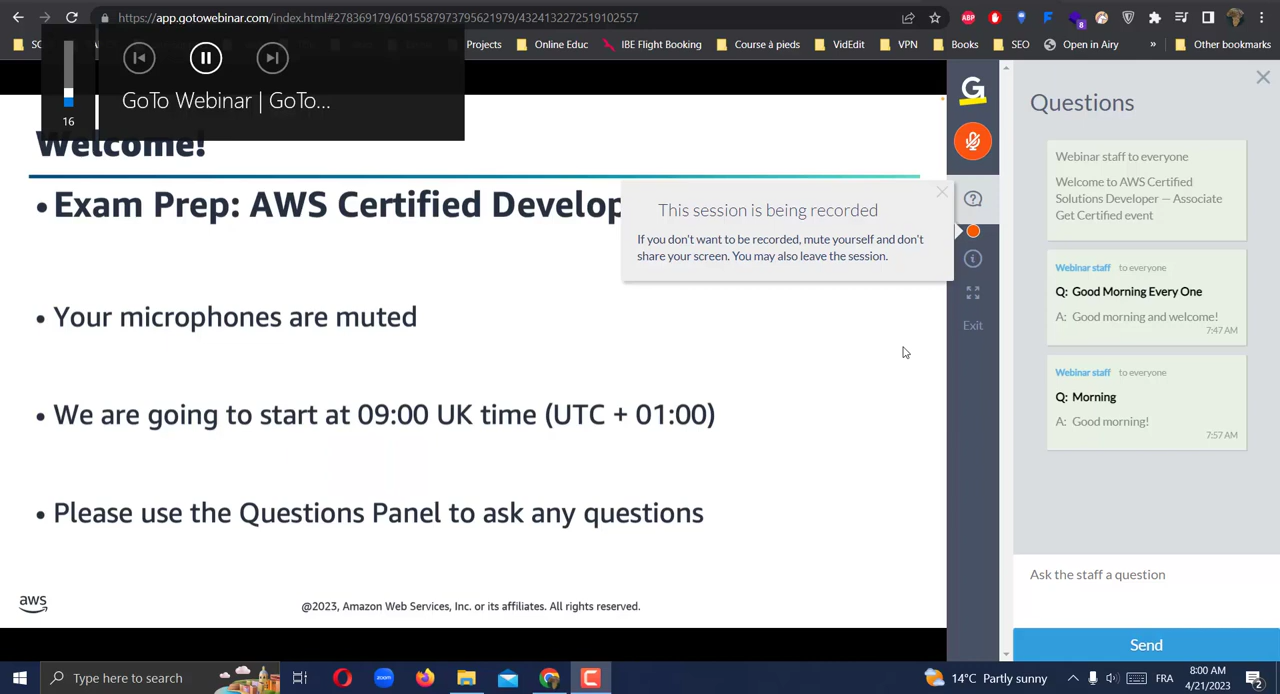 https://app.gotowebinar.com/index.html#278369179/6015587973795621979/4324132272519102557
ABP
8
Projects
Online Educ
IBE Flight Booking
Course à pieds
VidEdit
VPN
Books
SEO
Open in Airy
»
Other bookmarks
GoTo Webinar | GoTo...
16
Welcome!
• Exam Prep: AWS Certified Develop
This session is being recorded
If you don't want to be recorded, mute yourself and don't
share your screen. You may also leave the session.
• Your microphones are muted
• We are going to start at 09:00 UK time (UTC + 01:00)
• Please use the Questions Panel to ask any questions
aws
@2023, Amazon Web Services, Inc. or its affiliates. All rights reserved.
G
Exit
Questions
Webinar staff to everyone
Welcome to AWS Certified
Solutions Developer — Associate
Get Certified event
Webinar staff to everyone
Q: Good Morning Every One
A: Good morning and welcome!
7:47 AM
Webinar staff to everyone
Q: Morning
A: Good morning!
7:57 AM
Ask the staff a question
Send
Type here to search
zoom
14°C Partly sunny
FRA
8:00 AM
4/21/2023
2